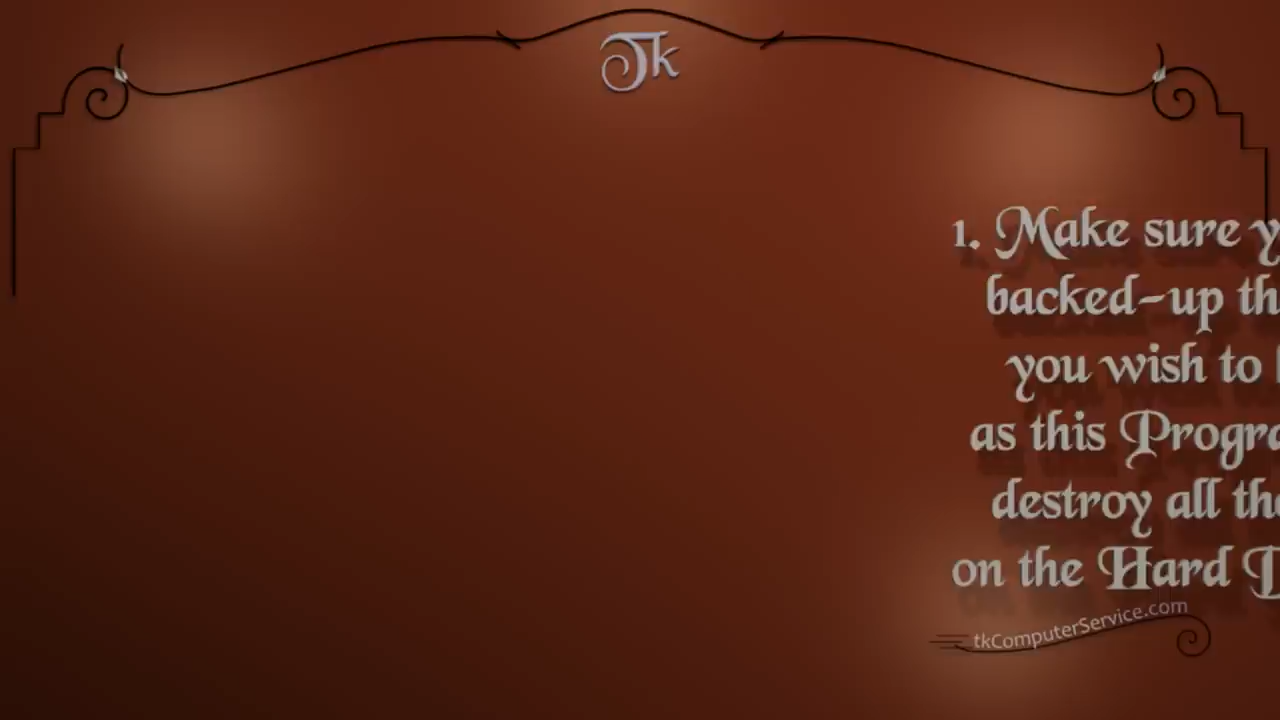 Tk
1. Make sure y
backed-up th
you wish to
as this Progra
destroy all the
on the Hard D
tkComputerService.com